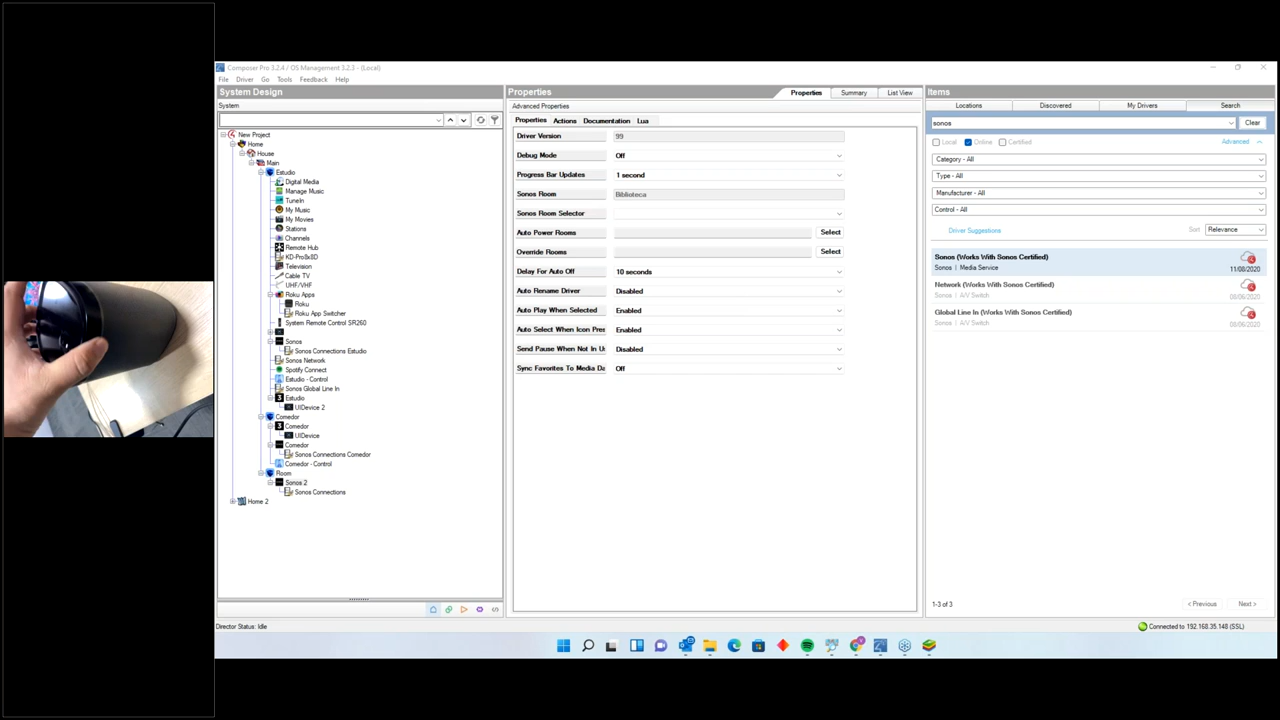 Composer Pro 3.2.4 / OS Management 3.2.3 - (Local)
File Driver Go Tools Feedback Help
System Design
System
New Project
Home
House
Main
Estudio
Digital Media
Manage Music
TuneIn
My Music
My Movies
Stations
Channels
Remote Hub
KD-Pro8x8D
Television
Cable TV
UHF/VHF
Roku Apps
Roku
Roku App Switcher
System Remote Control SR260
Sonos
Sonos Connections Estudio
Sonos Network
Spotify Connect
Estudio - Control
Sonos Global Line In
Estudio
UIDevice 2
Comedor
Comedor
UIDevice
Comedor
Sonos Connections Comedor
Comedor - Control
Room
Sonos 2
Sonos Connections
Home 2
Director Status: Idle
Properties
Properties Summary List View
Advanced Properties
Properties Actions Documentation Lua
Driver Version 99
Debug Mode Off
Progress Bar Updates 1 second
Sonos Room Biblioteca
Sonos Room Selector
Auto Power Rooms Select
Override Rooms Select
Delay For Auto Off 10 seconds
Auto Rename Driver Disabled
Auto Play When Selected Enabled
Auto Select When Icon Pres Enabled
Send Pause When Not In U Disabled
Sync Favorites To Media Da Off
Items
Locations Discovered My Drivers Search
sonos Clear
Local Online Certified Advanced
Category - All
Type - All
Manufacturer - All
Control - All
Driver Suggestions Sort Relevance
Sonos (Works With Sonos Certified)
Sonos | Media Service 11/08/2020
Network (Works With Sonos Certified)
Sonos | A/V Switch 08/06/2020
Global Line In (Works With Sonos Certified)
Sonos | A/V Switch 08/06/2020
1-3 of 3 < Previous Next >
Connected to 192.168.35.148 (SSL)